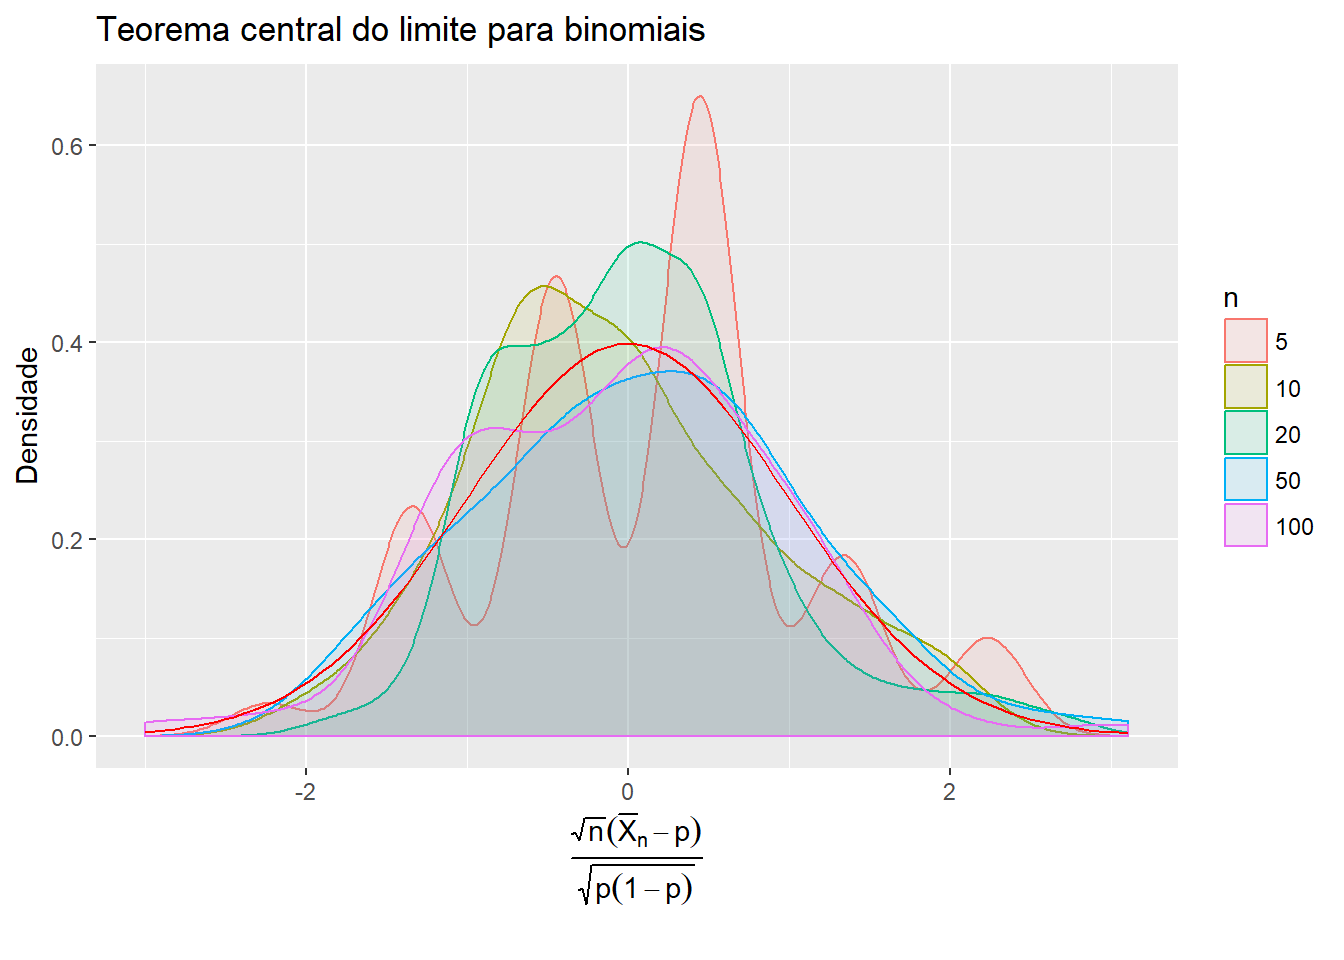 Teorema central do limite para binomiais
Densidade
0.6
0.4
0.2
0.0
-2
0
2
√n(X̅n − p)
√p(1 − p)
n
5
10
20
50
100